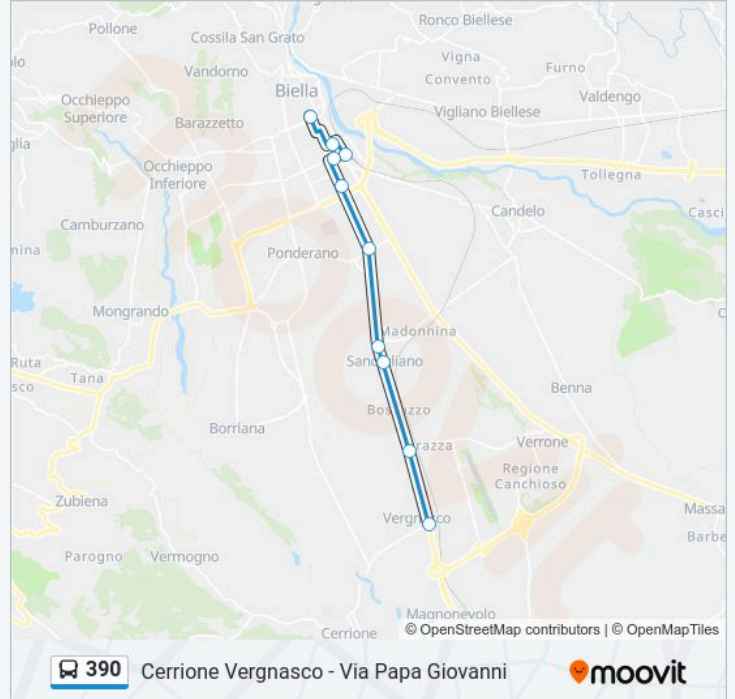 Pollone
Ronco Biellese
Cossila San Grato
Vigna
Furno
Vandorno
Convento
Biella
Valdengo
Occhieppo
Superiore
Vigliano Biellese
Barazzetto
Occhieppo
Inferiore
Tollegna
Candelo
Camburzano
Ponderano
Mongrando
Madonnina
Ruta
Tana
Benna
Borriana
Verrone
Regione
Canchioso
Zubiena
Massa
Barbe
Parogno
Vermogno
Magnonevolo
Cerrione
© OpenStreetMap contributors | © OpenMapTiles
390 Cerrione Vergnasco - Via Papa Giovanni
moovit